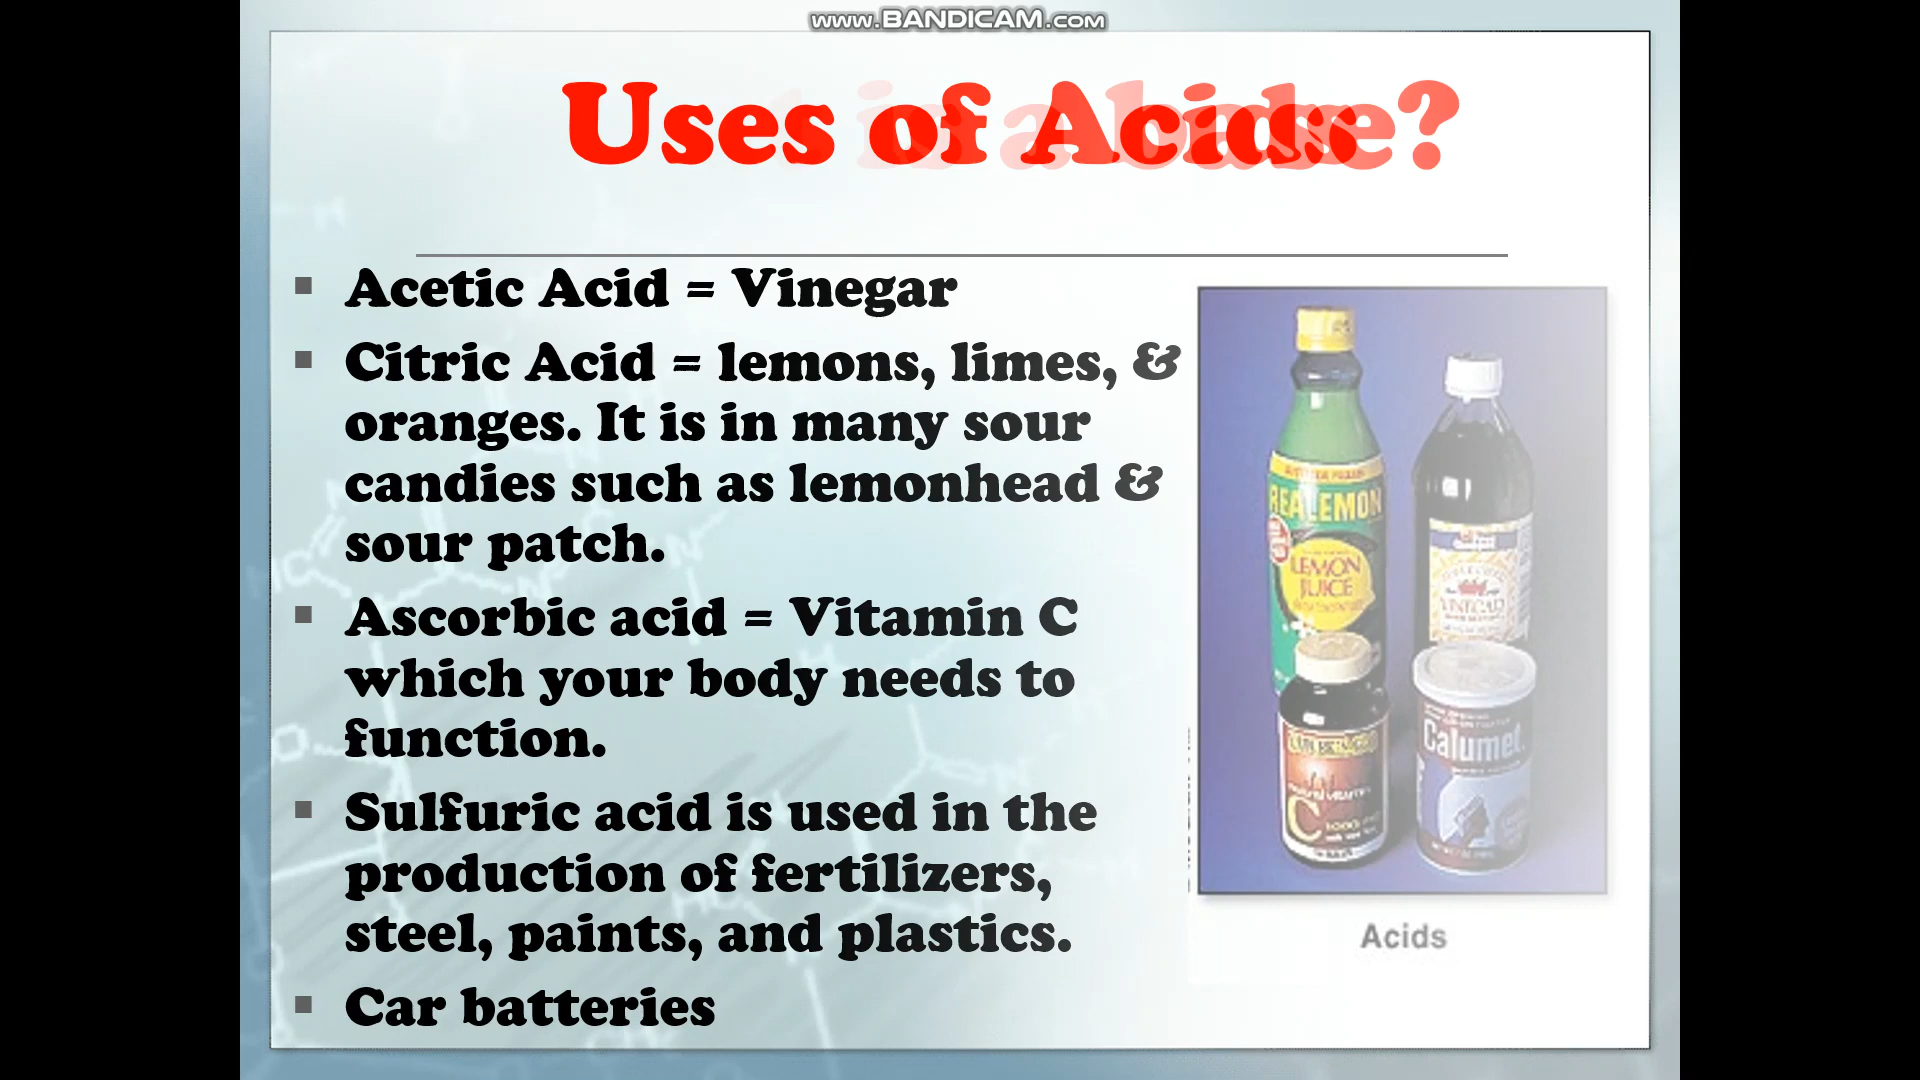 www.BANDICAM.com
Uses of Acids
is a base?
▪ Acetic Acid = Vinegar
▪ Citric Acid = lemons, limes, &
oranges. It is in many sour
candies such as lemonhead &
sour patch.
▪ Ascorbic acid = Vitamin C
which your body needs to
function.
▪ Sulfuric acid is used in the
production of fertilizers,
steel, paints, and plastics.
▪ Car batteries
REALEMON
LEMON
JUICE
VINEGAR
C
Calumet
Acids